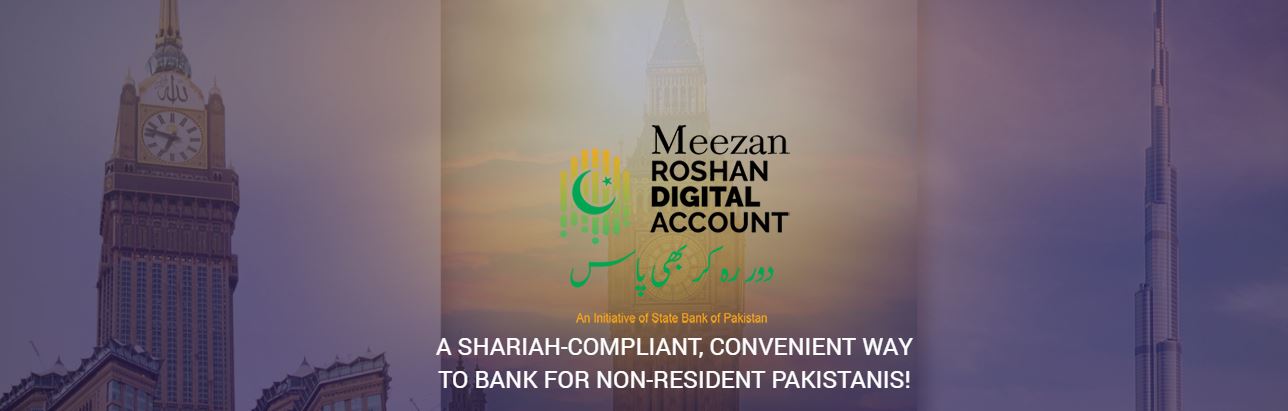 الله
Meezan
ROSHAN
DIGITAL
ACCOUNT
دور رہ کر بھی پاس
An Initiative of State Bank of Pakistan
A SHARIAH-COMPLIANT, CONVENIENT WAY
TO BANK FOR NON-RESIDENT PAKISTANIS!